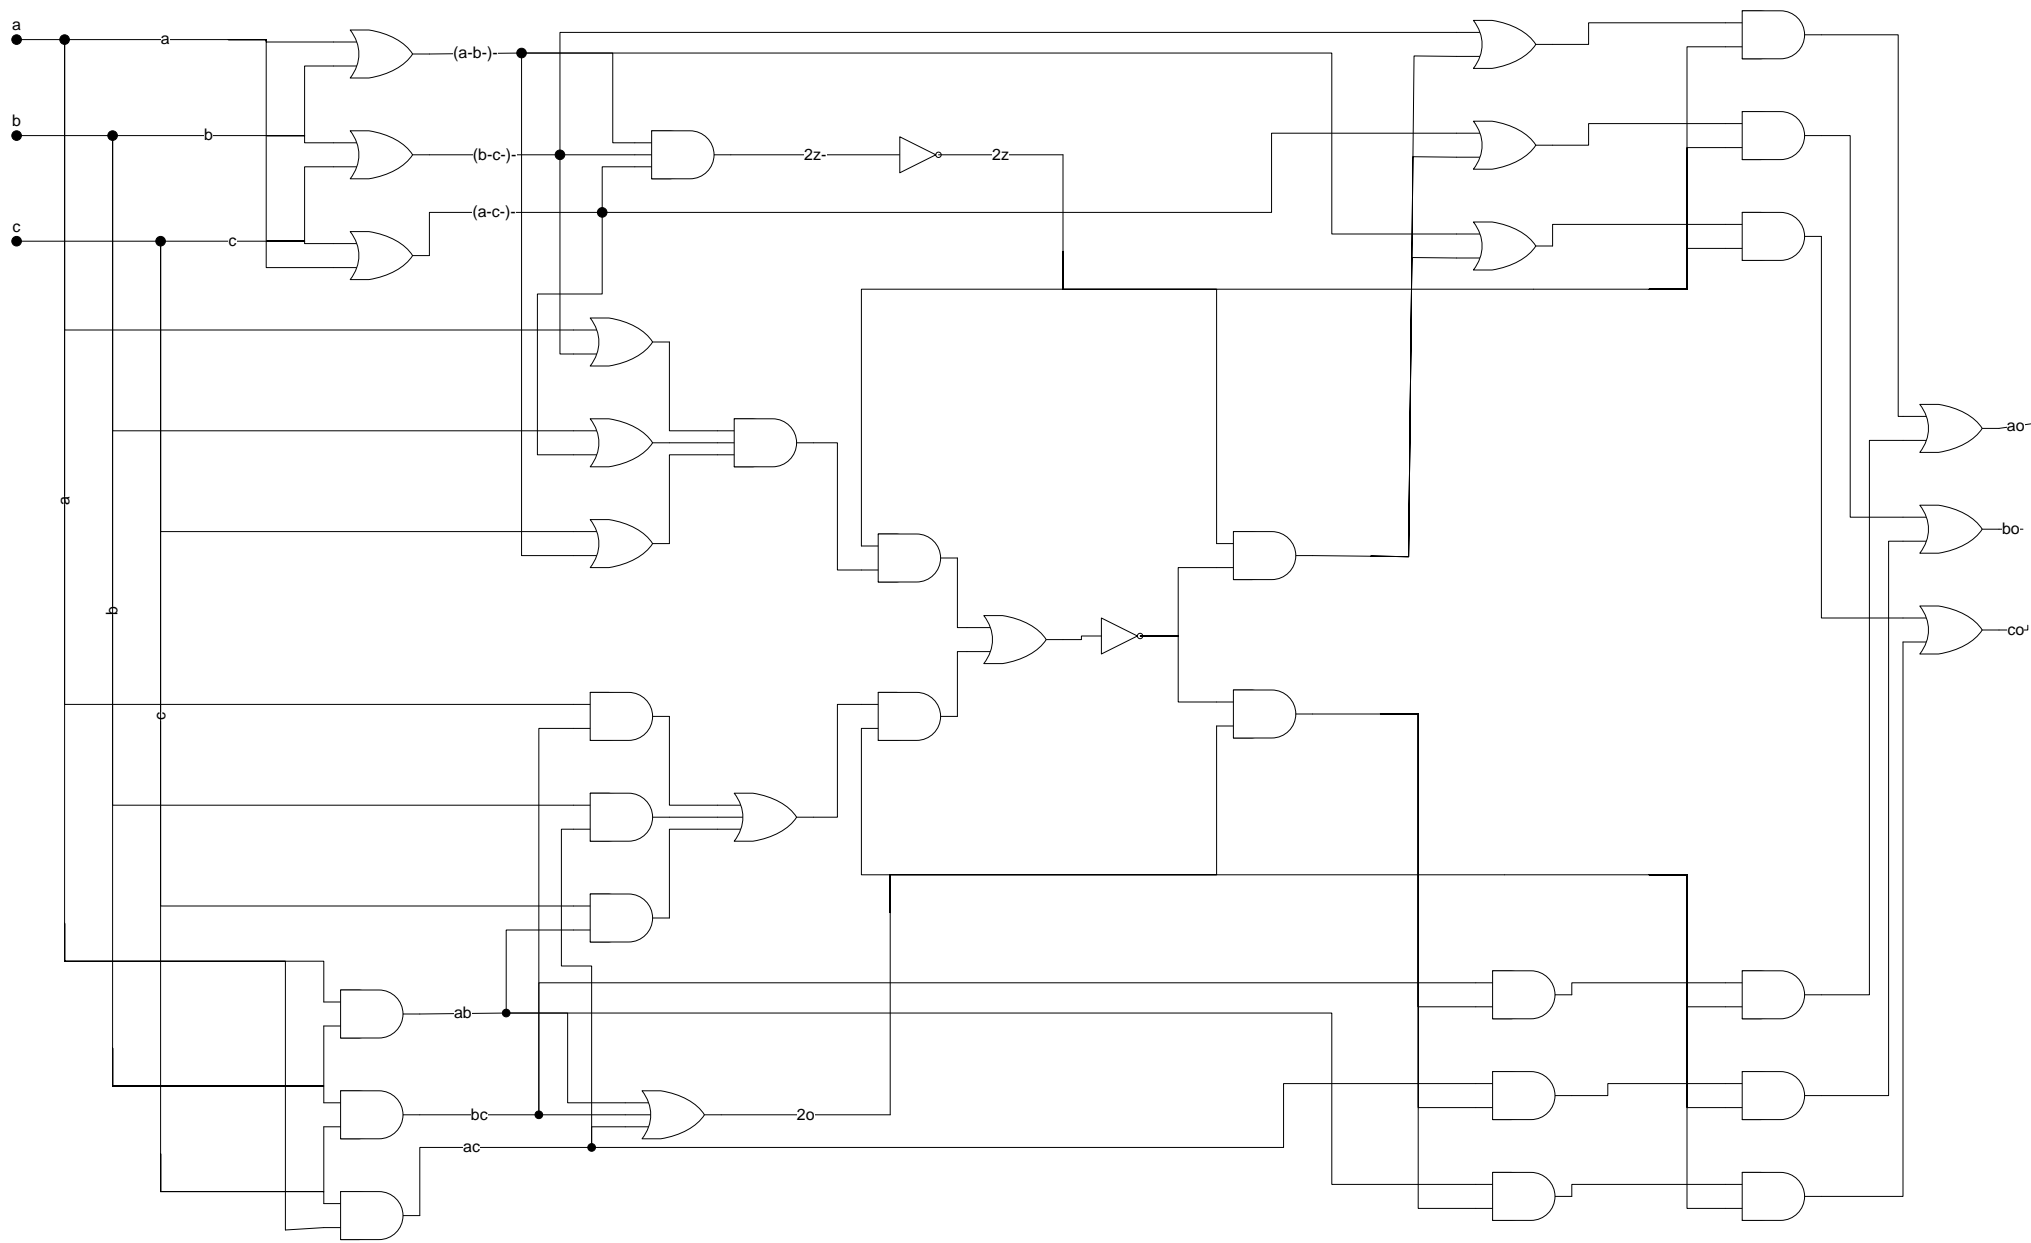 a
a
(a-b-)-
b
b
(b-c-)-
2z-
2z
(a-c-)-
c
c
ao-
a
bo-
b
co-
c
ab
bc
2o
ac